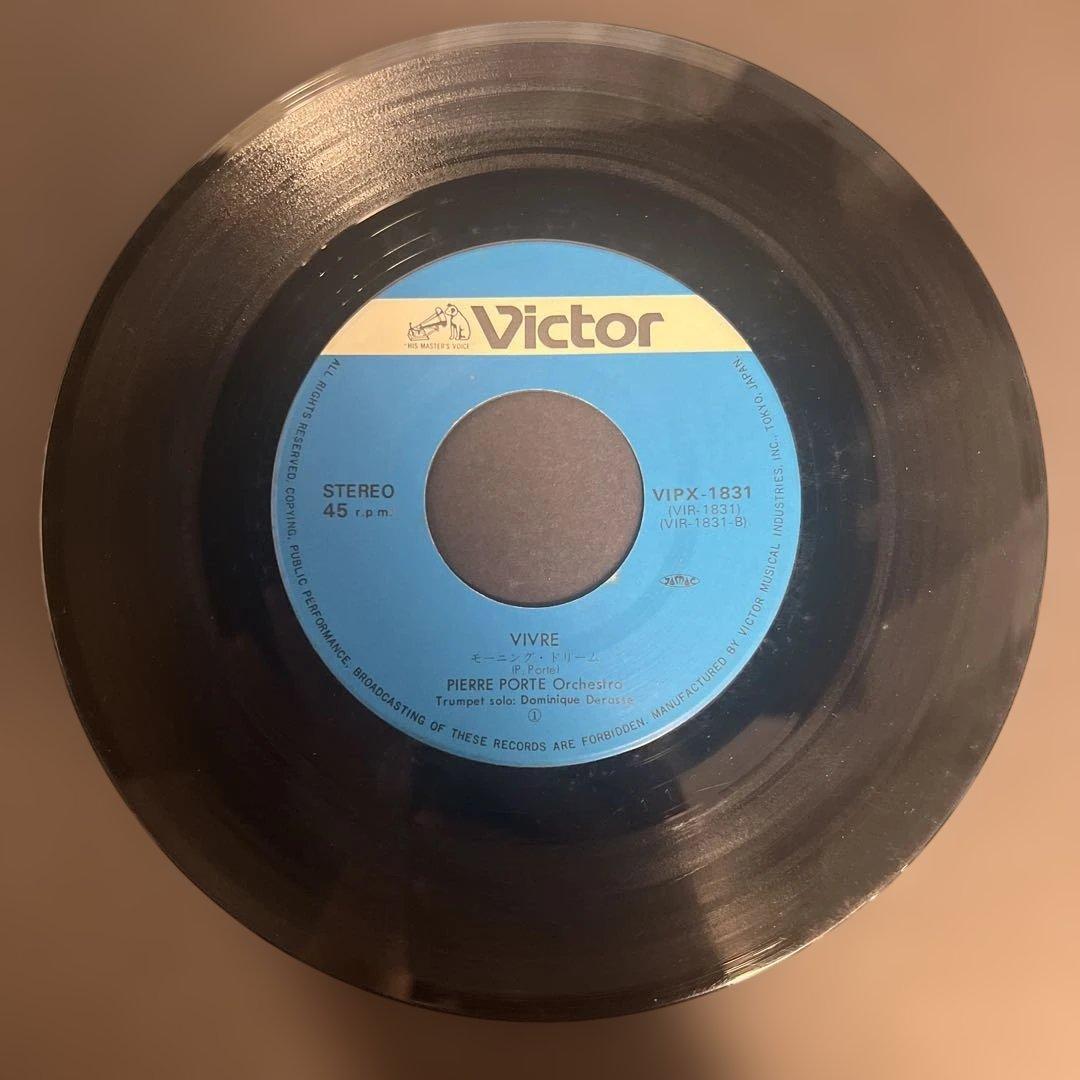 "HIS MASTER'S VOICE"
Victor
STEREO
45 r.p.m.
VIPX-1831
(VIR-1831)
(VIR-1831-B)
JASRAC
VIVRE
モーニング・ドリーム
(P. Porte)
PIERRE PORTE Orchestra
Trumpet solo: Dominique Derasse
①
ALL RIGHTS RESERVED. COPYING, PUBLIC PERFORMANCE, BROADCASTING OF THESE RECORDS ARE FORBIDDEN. MANUFACTURED BY VICTOR MUSICAL INDUSTRIES, INC., TOKYO, JAPAN.